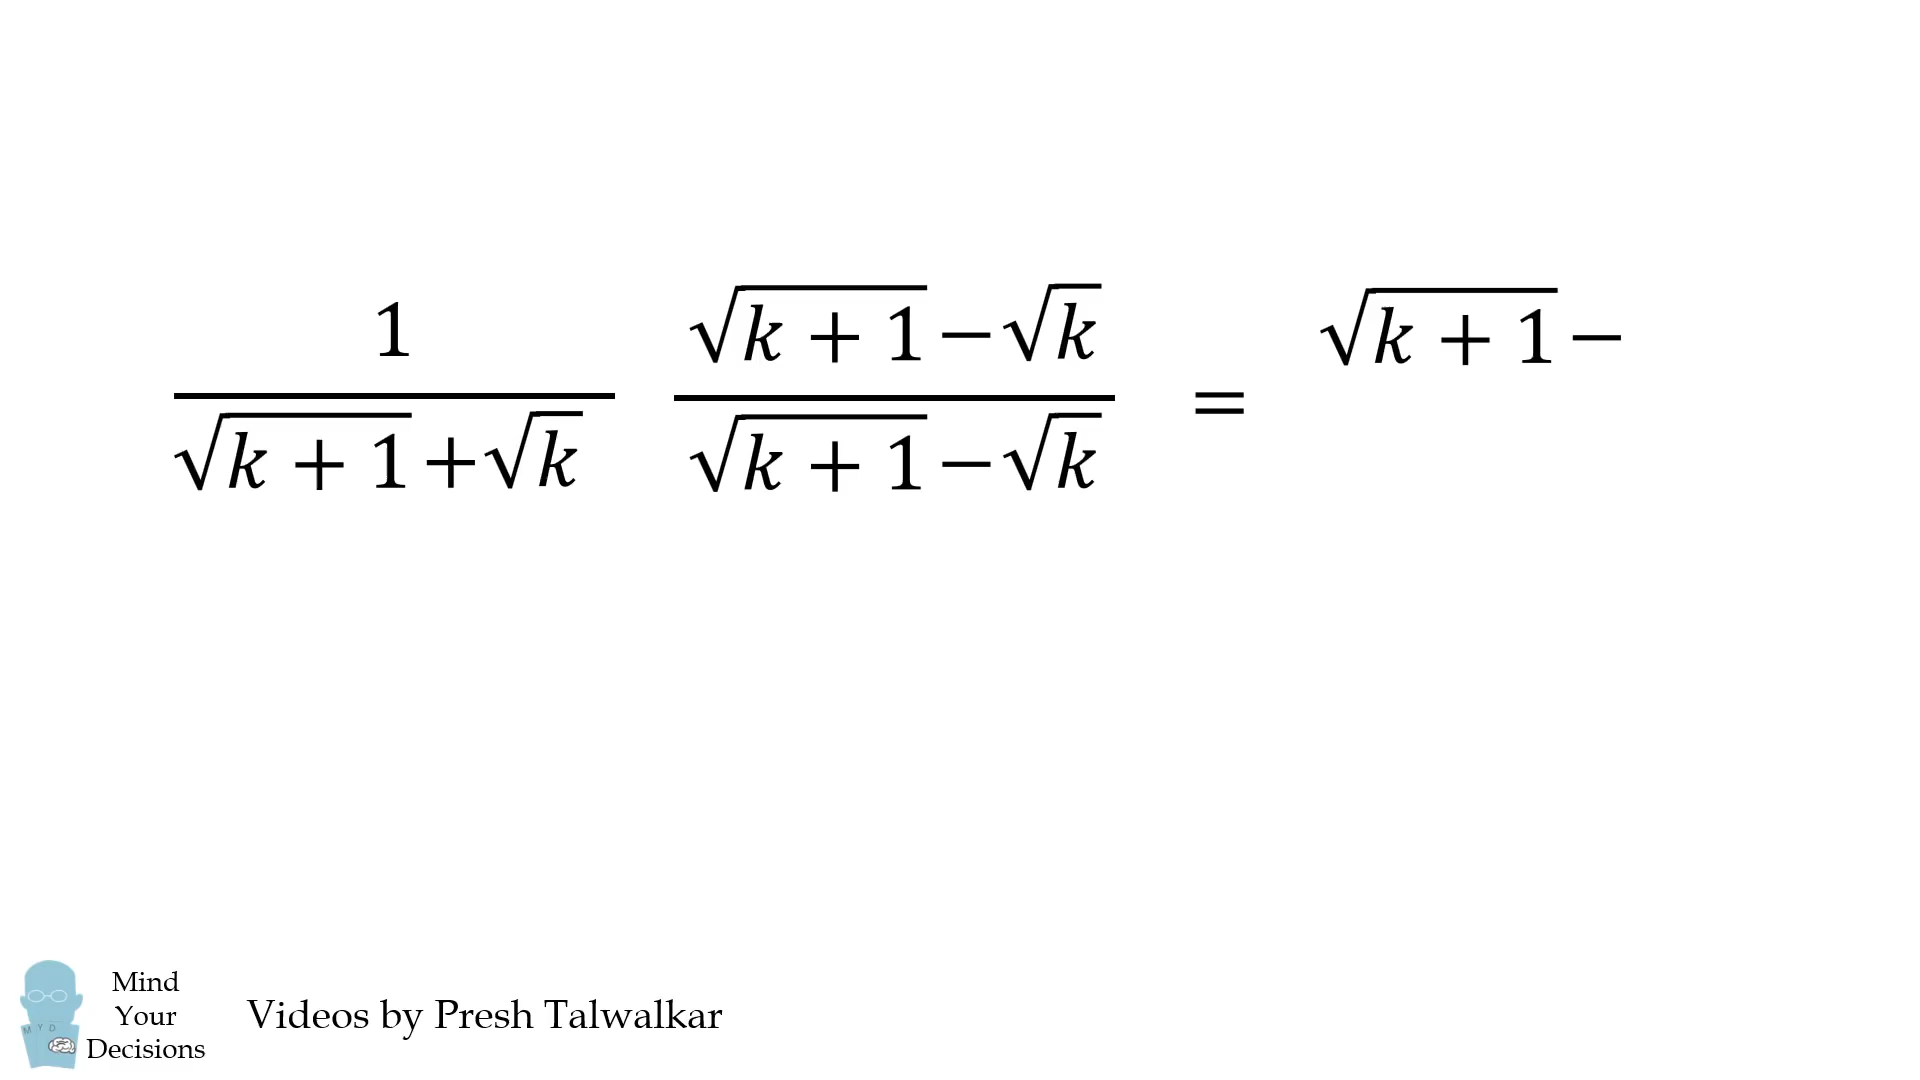 1 √k + 1 − √k √k + 1 −
=
√k + 1 + √k √k + 1 − √k
Mind
Your
Decisions
Videos by Presh Talwalkar
M Y D